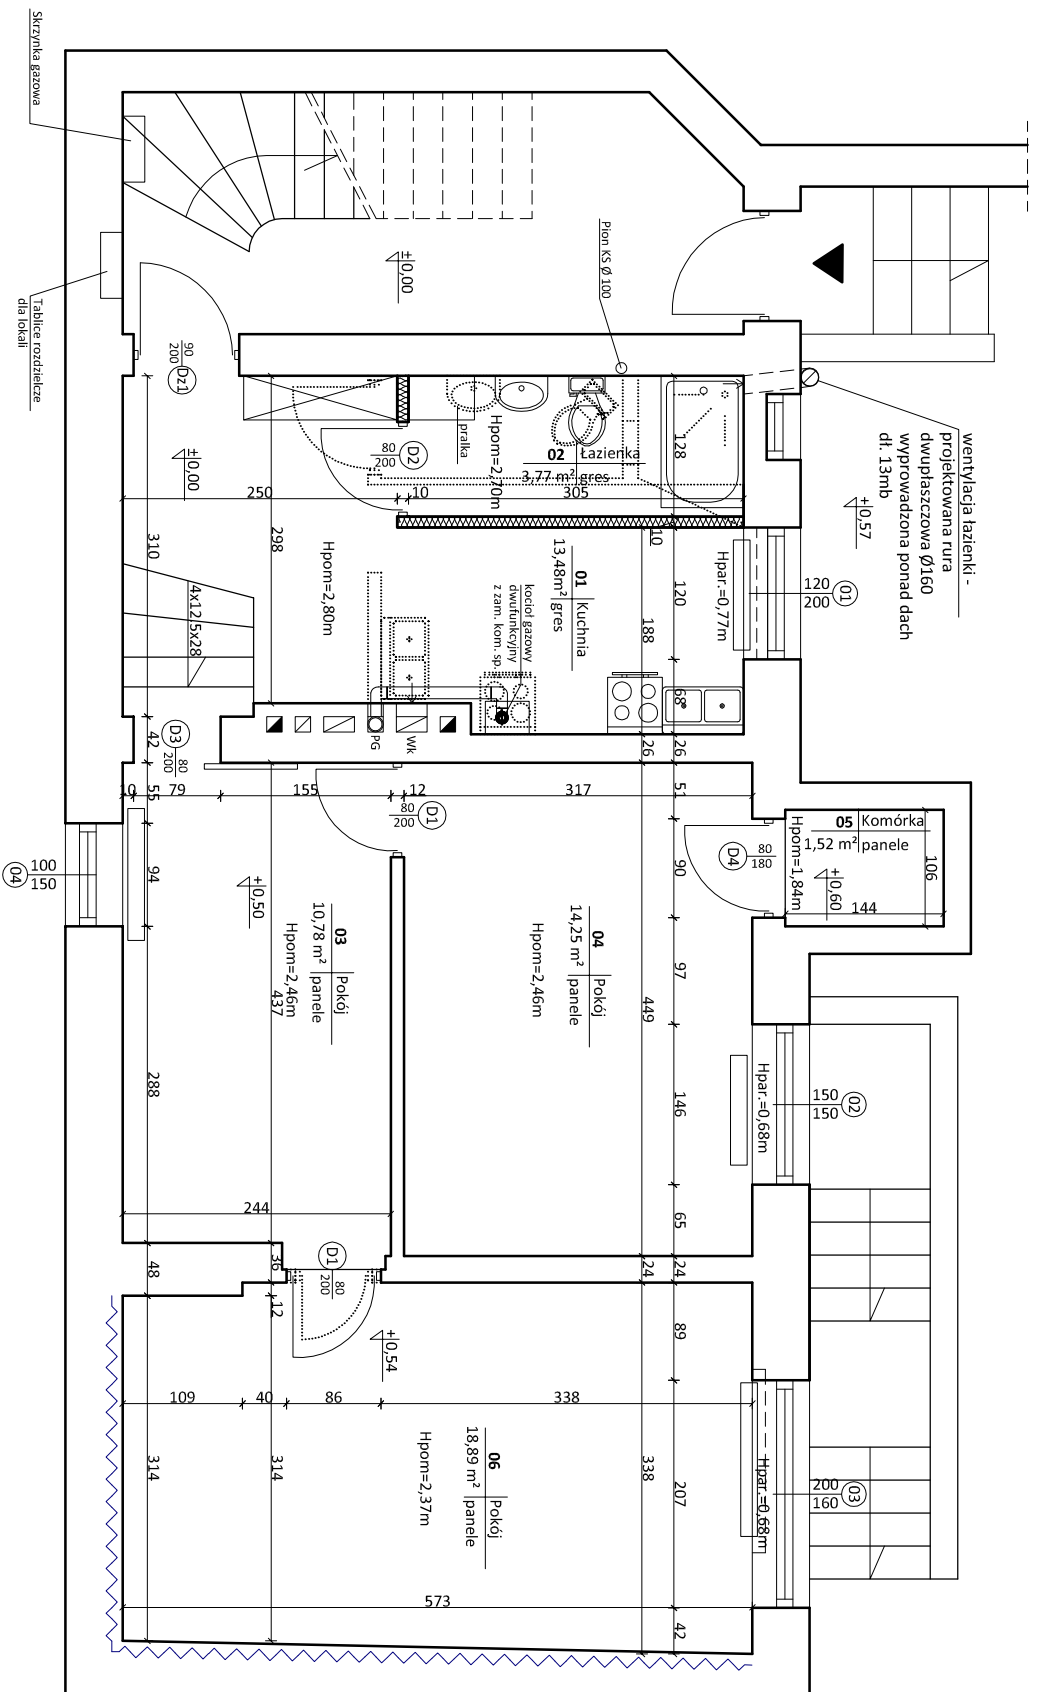 Skrzynka gazowa
Tablice rozdzielcze
dla lokali
±0,00
Pion KS Ø 100
wentylacja łazienki -
projektowana rura
dwupłaszczowa Ø160
wyprowadzona ponad dach
dł. 13mb
+0,57
90
200
Dz1
±0,00
80
200
D2
pralka
Hpom=2,70m
02 Łazienka
3,77 m² gres
128
250
10
305
10
310
298
Hpom=2,80m
01 Kuchnia
13,48m² gres
kocioł gazowy
dwufunkcyjny
z zam. kom. sp.
188
120
68
Hpar.=0,77m
120
200
01
4x12,5x28
PG
Wk
D3
80
200
42
26
26
10
79
155
12
317
55
51
80
200
D1
D4
80
180
05 Komórka
1,52 m² panele
Hpom=1,84m
+0,60
106
144
04
100
150
94
90
+0,50
03 Pokój
10,78 m² panele
Hpom=2,46m
437
04 Pokój
14,25 m² panele
Hpom=2,46m
449
97
288
146
Hpar.=0,68m
150
150
02
244
65
48
36
D1
80
200
24
24
12
+0,54
89
109
40
86
338
314
314
06 Pokój
18,89 m² panele
Hpom=2,37m
338
207
Hpar.=0,68m
200
160
03
573
42